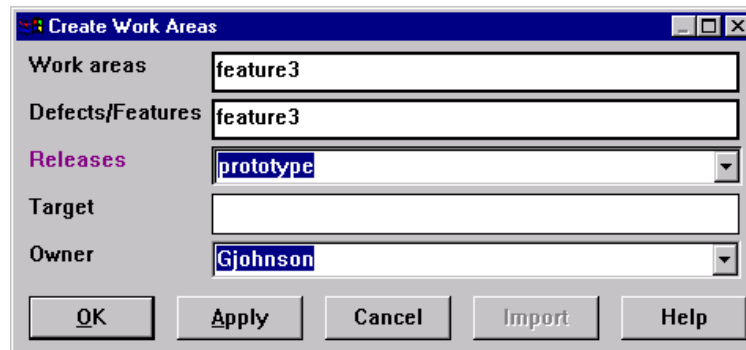 Create Work Areas
Work areas feature3
Defects/Features feature3
Releases prototype
Target
Owner Gjohnson
OK Apply Cancel Import Help